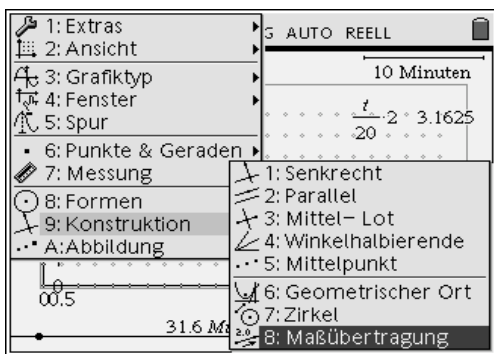 1: Extras
2: Ansicht
3: Grafiktyp
4: Fenster
5: Spur
6: Punkte & Geraden
7: Messung
8: Formen
9: Konstruktion
A: Abbildung
G AUTO REELL
10 Minuten
t/20 ·2 3.1625
1: Senkrecht
2: Parallel
3: Mittel– Lot
4: Winkelhalbierende
5: Mittelpunkt
6: Geometrischer Ort
7: Zirkel
8: Maßübertragung
0
00.5
31.6